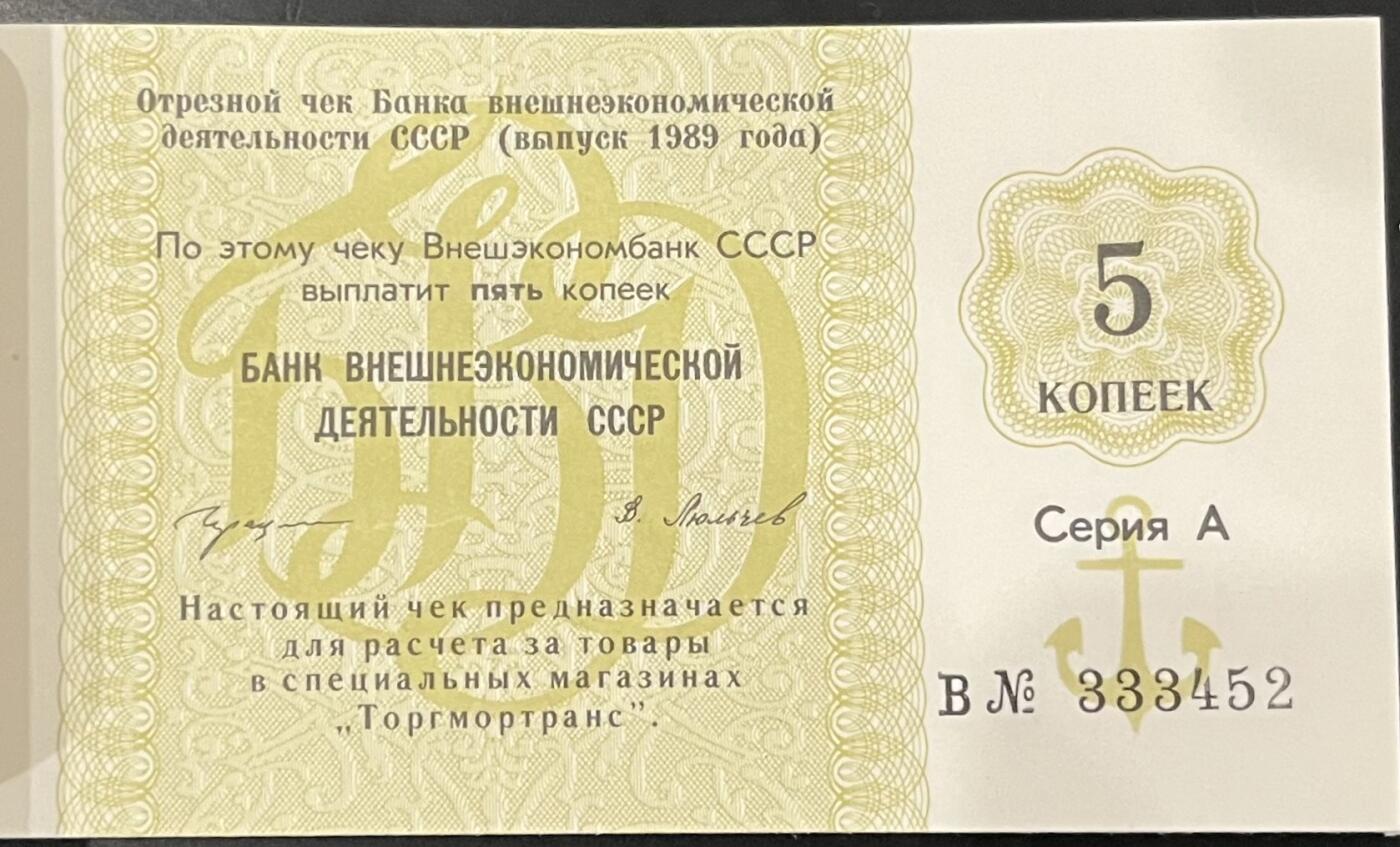 Отрезной чек Банка внешнеэкономической
деятельности СССР (выпуск 1989 года)
По этому чеку Внешэкономбанк СССР
выплатит пять копеек
БАНК ВНЕШНЕЭКОНОМИЧЕСКОЙ
ДЕЯТЕЛЬНОСТИ СССР
В. Люльчев
Настоящий чек предназначается
для расчета за товары
в специальных магазинах
„Торгмортранс”.
5
КОПЕЕК
Серия А
В № 333452